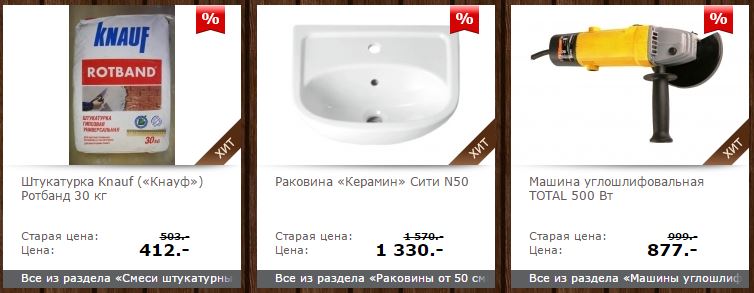 %
KNAUF
ROTBAND
ШТУКАТУРКА
ГИПСОВАЯ
УНИВЕРСАЛЬНАЯ
30 кг
ХИТ
Штукатурка Knauf («Кнауф»)
Ротбанд 30 кг
Старая цена: 503.-
Цена: 412.-
Все из раздела «Смеси штукатурны
%
ХИТ
Раковина «Керамин» Сити N50
Старая цена: 1 570.-
Цена: 1 330.-
Все из раздела «Раковины от 50 см
%
ХИТ
Машина углошлифовальная
TOTAL 500 Вт
Старая цена: 999.-
Цена: 877.-
Все из раздела «Машины углошлиф